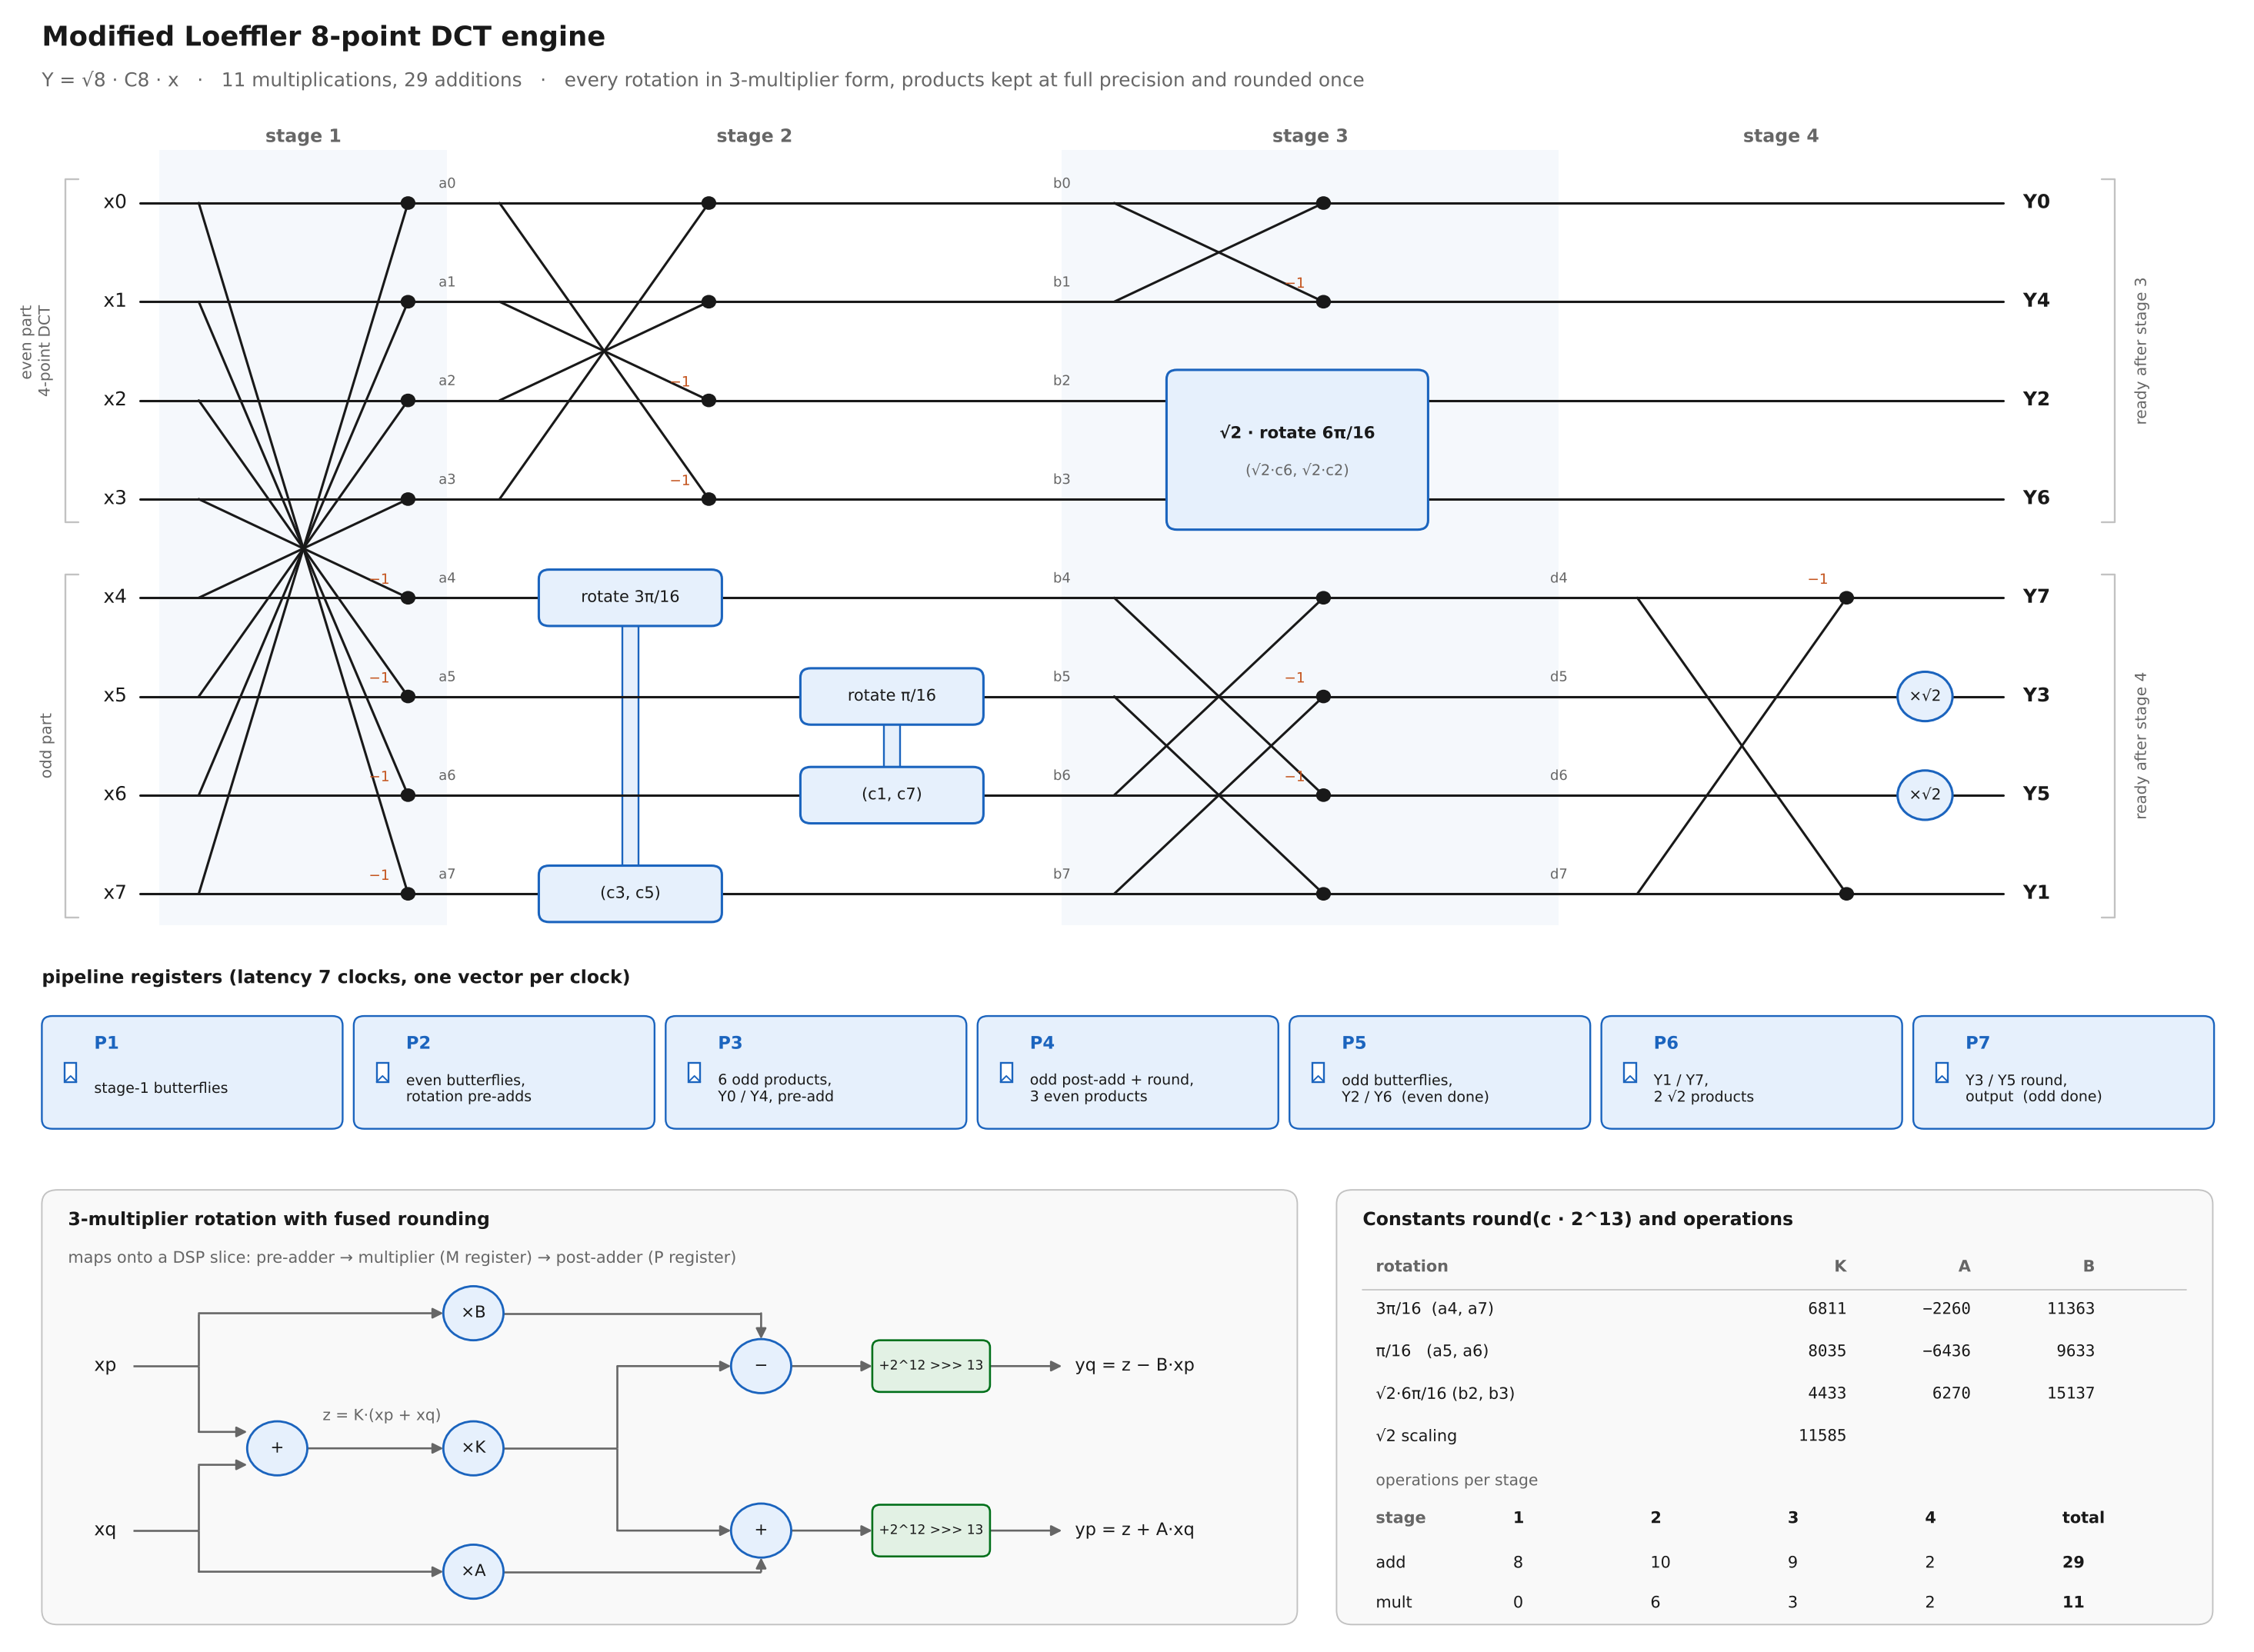 Modified Loeffler 8-point DCT engine
Y = √8 · C8 · x · 11 multiplications, 29 additions · every rotation in 3-multiplier form, products kept at full precision and rounded once
stage 1 stage 2 stage 3 stage 4
even part
4-point DCT
odd part
x0 a0 b0 Y0
x1 a1 b1 −1 Y4
x2 a2 −1 b2 Y2
√2 · rotate 6π/16
(√2·c6, √2·c2)
x3 a3 −1 b3 Y6
ready after stage 3
x4 −1 a4 rotate 3π/16 b4 d4 −1 Y7
x5 −1 a5 rotate π/16 b5 −1 d5 ×√2 Y3
x6 −1 a6 (c1, c7) b6 −1 d6 ×√2 Y5
x7 −1 a7 (c3, c5) b7 d7 Y1
ready after stage 4
pipeline registers (latency 7 clocks, one vector per clock)
P1
stage-1 butterflies
P2
even butterflies,
rotation pre-adds
P3
6 odd products,
Y0 / Y4, pre-add
P4
odd post-add + round,
3 even products
P5
odd butterflies,
Y2 / Y6 (even done)
P6
Y1 / Y7,
2 √2 products
P7
Y3 / Y5 round,
output (odd done)
3-multiplier rotation with fused rounding
maps onto a DSP slice: pre-adder → multiplier (M register) → post-adder (P register)
×B
xp − +2^12 >>> 13 yq = z − B·xp
z = K·(xp + xq)
+ ×K
xq + +2^12 >>> 13 yp = z + A·xq
×A
Constants round(c · 2^13) and operations
rotation K A B
3π/16 (a4, a7) 6811 −2260 11363
π/16 (a5, a6) 8035 −6436 9633
√2·6π/16 (b2, b3) 4433 6270 15137
√2 scaling 11585
operations per stage
stage 1 2 3 4 total
add 8 10 9 2 29
mult 0 6 3 2 11